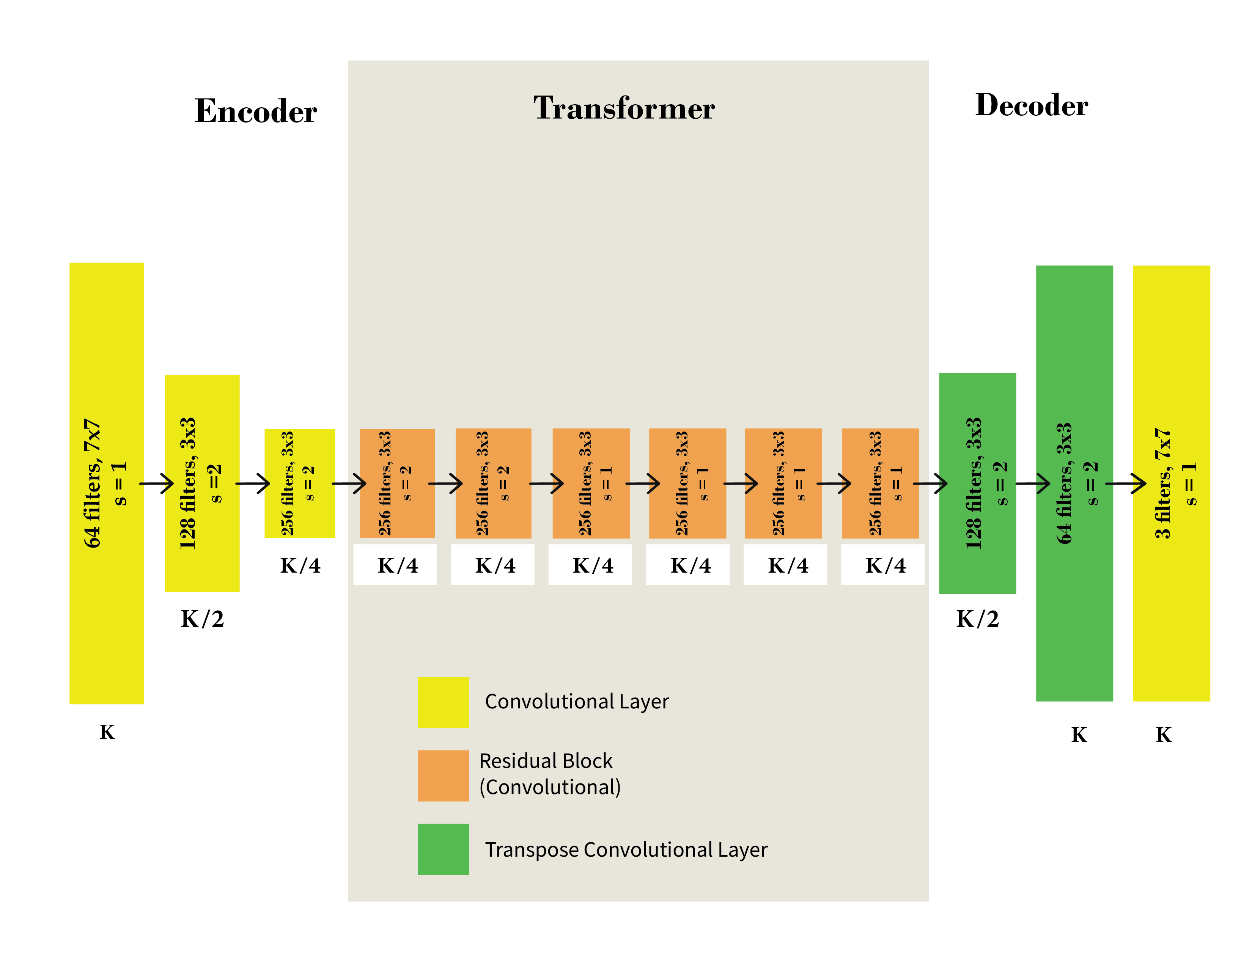 Encoder
Transformer
Decoder
64 filters, 7x7
s = 1
128 filters, 3x3
s =2
256 filters, 3x3
s = 2
256 filters, 3x3
s = 2
256 filters, 3x3
s = 2
256 filters, 3x3
s = 1
256 filters, 3x3
s = 1
256 filters, 3x3
s = 1
256 filters, 3x3
s = 1
128 filters, 3x3
s = 2
64 filters, 3x3
s = 2
3 filters, 7x7
s = 1
K
K/2
K/4
K/4
K/4
K/4
K/4
K/4
K/4
K/2
K
K
Convolutional Layer
Residual Block
(Convolutional)
Transpose Convolutional Layer